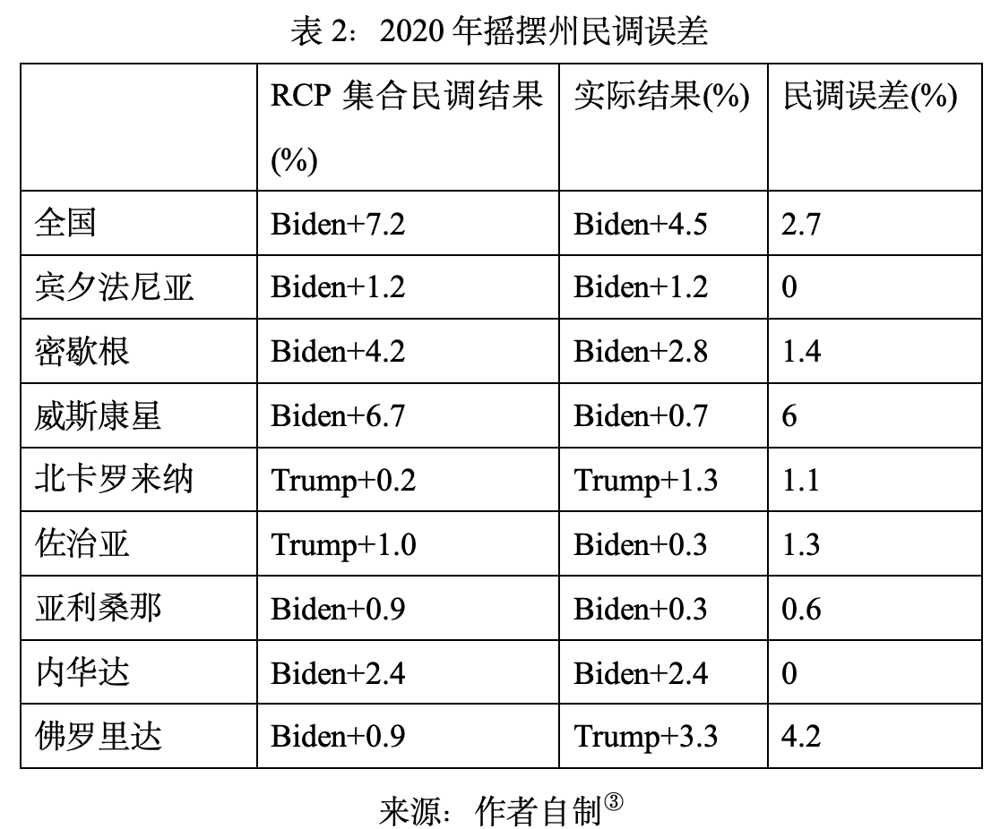 表 2：2020 年摇摆州民调误差
RCP 集合民调结果 实际结果(%) 民调误差(%)
(%)
全国 Biden+7.2 Biden+4.5 2.7
宾夕法尼亚 Biden+1.2 Biden+1.2 0
密歇根 Biden+4.2 Biden+2.8 1.4
威斯康星 Biden+6.7 Biden+0.7 6
北卡罗来纳 Trump+0.2 Trump+1.3 1.1
佐治亚 Trump+1.0 Biden+0.3 1.3
亚利桑那 Biden+0.9 Biden+0.3 0.6
内华达 Biden+2.4 Biden+2.4 0
佛罗里达 Biden+0.9 Trump+3.3 4.2
来源：作者自制③